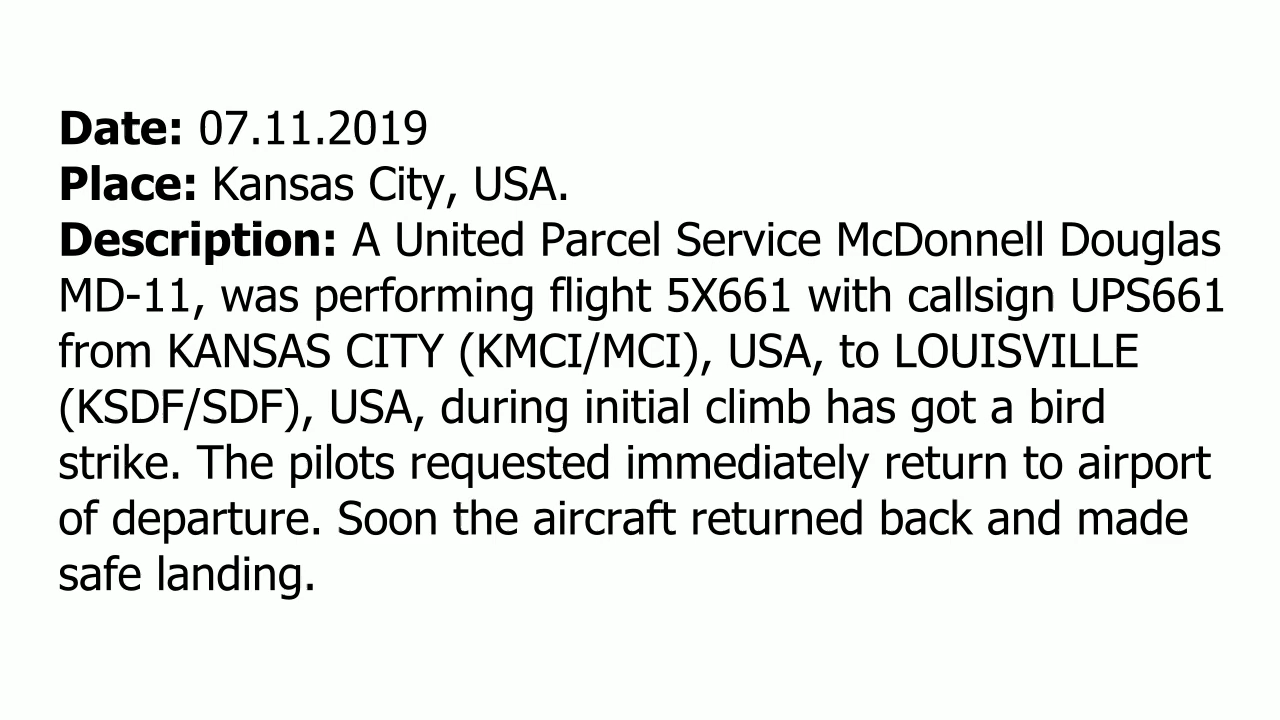 Date: 07.11.2019
Place: Kansas City, USA.
Description: A United Parcel Service McDonnell Douglas
MD-11, was performing flight 5X661 with callsign UPS661
from KANSAS CITY (KMCI/MCI), USA, to LOUISVILLE
(KSDF/SDF), USA, during initial climb has got a bird
strike. The pilots requested immediately return to airport
of departure. Soon the aircraft returned back and made
safe landing.